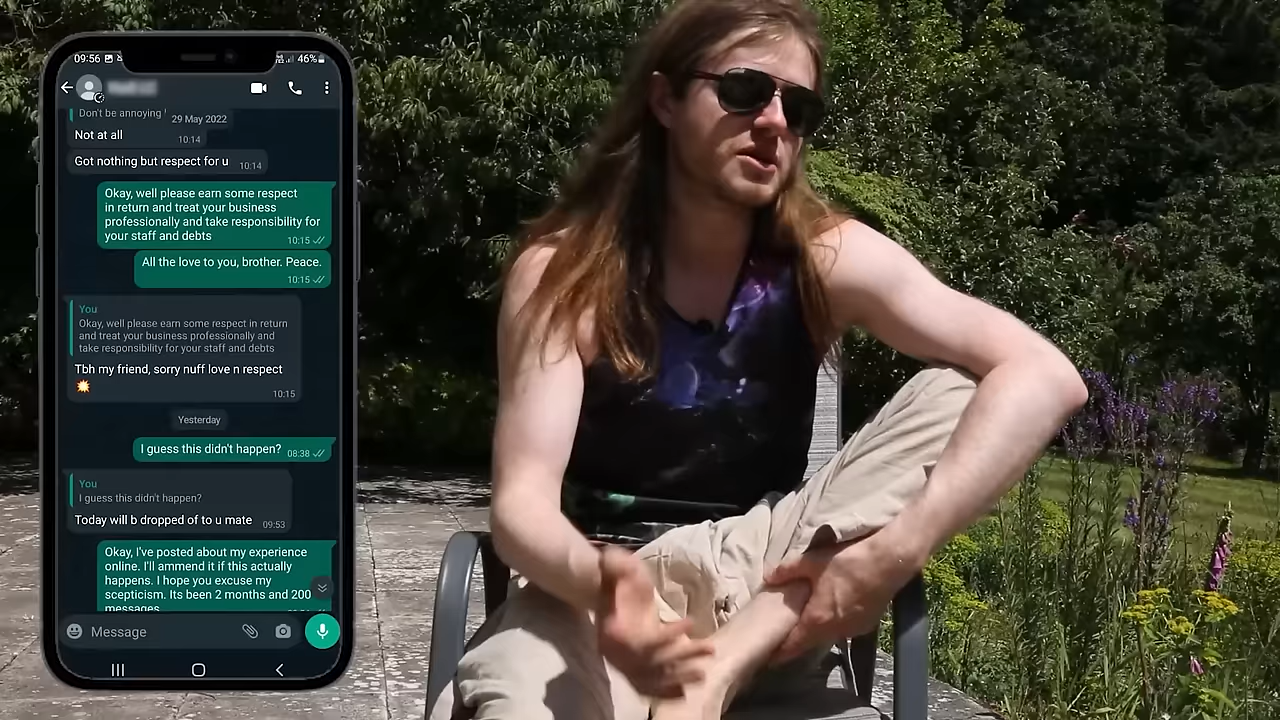 09:56
46%
Don't be annoying
29 May 2022
Not at all
10:14
Got nothing but respect for u
10:14
Okay, well please earn some respect
in return and treat your business
professionally and take responsibility for
your staff and debts
10:15
All the love to you, brother. Peace.
10:15
You
Okay, well please earn some respect in return
and treat your business professionally and
take responsibility for your staff and debts
Tbh my friend, sorry nuff love n respect
10:15
Yesterday
I guess this didn't happen?
08:38
You
I guess this didn't happen?
Today will b dropped of to u mate
09:53
Okay, I've posted about my experience
online. I'll ammend it if this actually
happens. I hope you excuse my
scepticism. Its been 2 months and 200
messages
Message